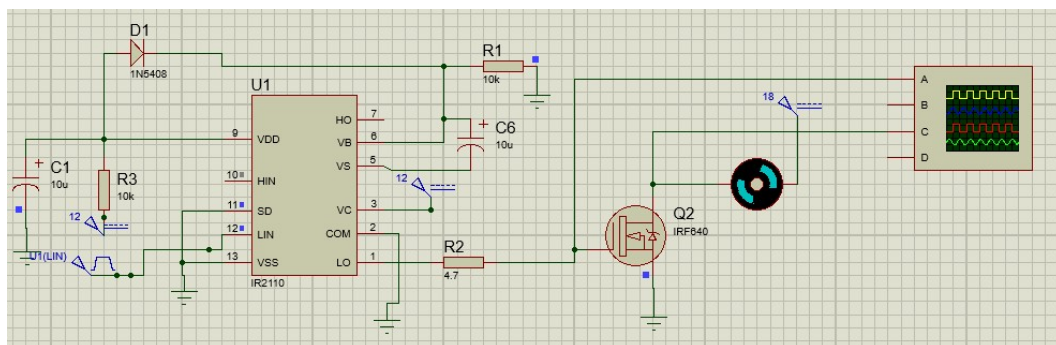 D1
1N5408
R1
10k
U1
HO
7
9
VDD
VB
6
C6
10u
VS
5
C1
10u
R3
10k
10
HIN
12
12
11
SD
VC
3
12
LIN
COM
2
U1(LIN)
13
VSS
LO
1
IR2110
R2
4.7
Q2
IRF640
18
A
B
C
D